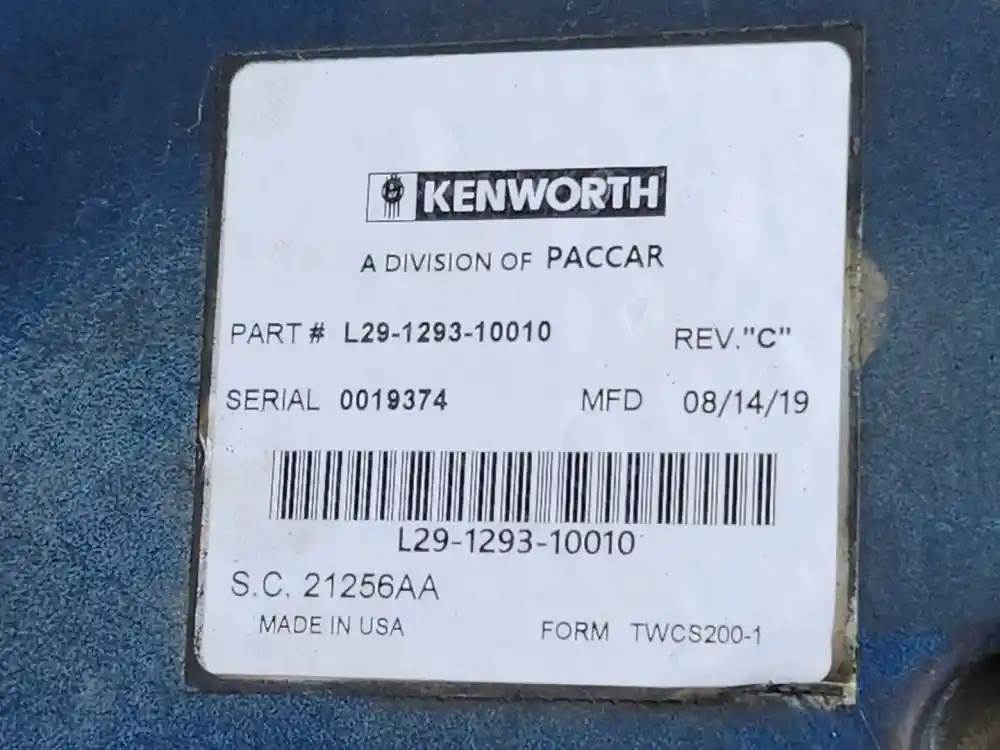 KENWORTH
A DIVISION OF PACCAR
PART # L29-1293-10010 REV."C"
SERIAL 0019374 MFD 08/14/19
L29-1293-10010
S.C. 21256AA
MADE IN USA FORM TWCS200-1